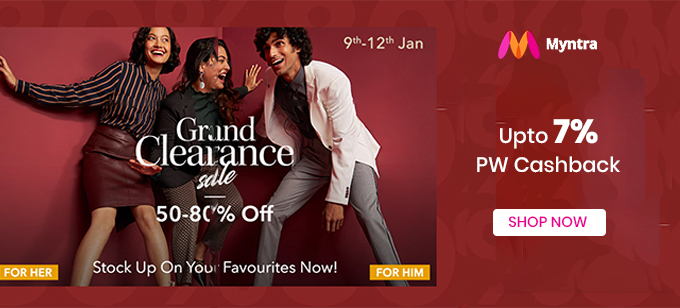 9th-12th Jan
Grand
Clearance
sale
50-80% Off
Stock Up On Your Favourites Now!
FOR HER
FOR HIM
Myntra
Upto 7%
PW Cashback
SHOP NOW